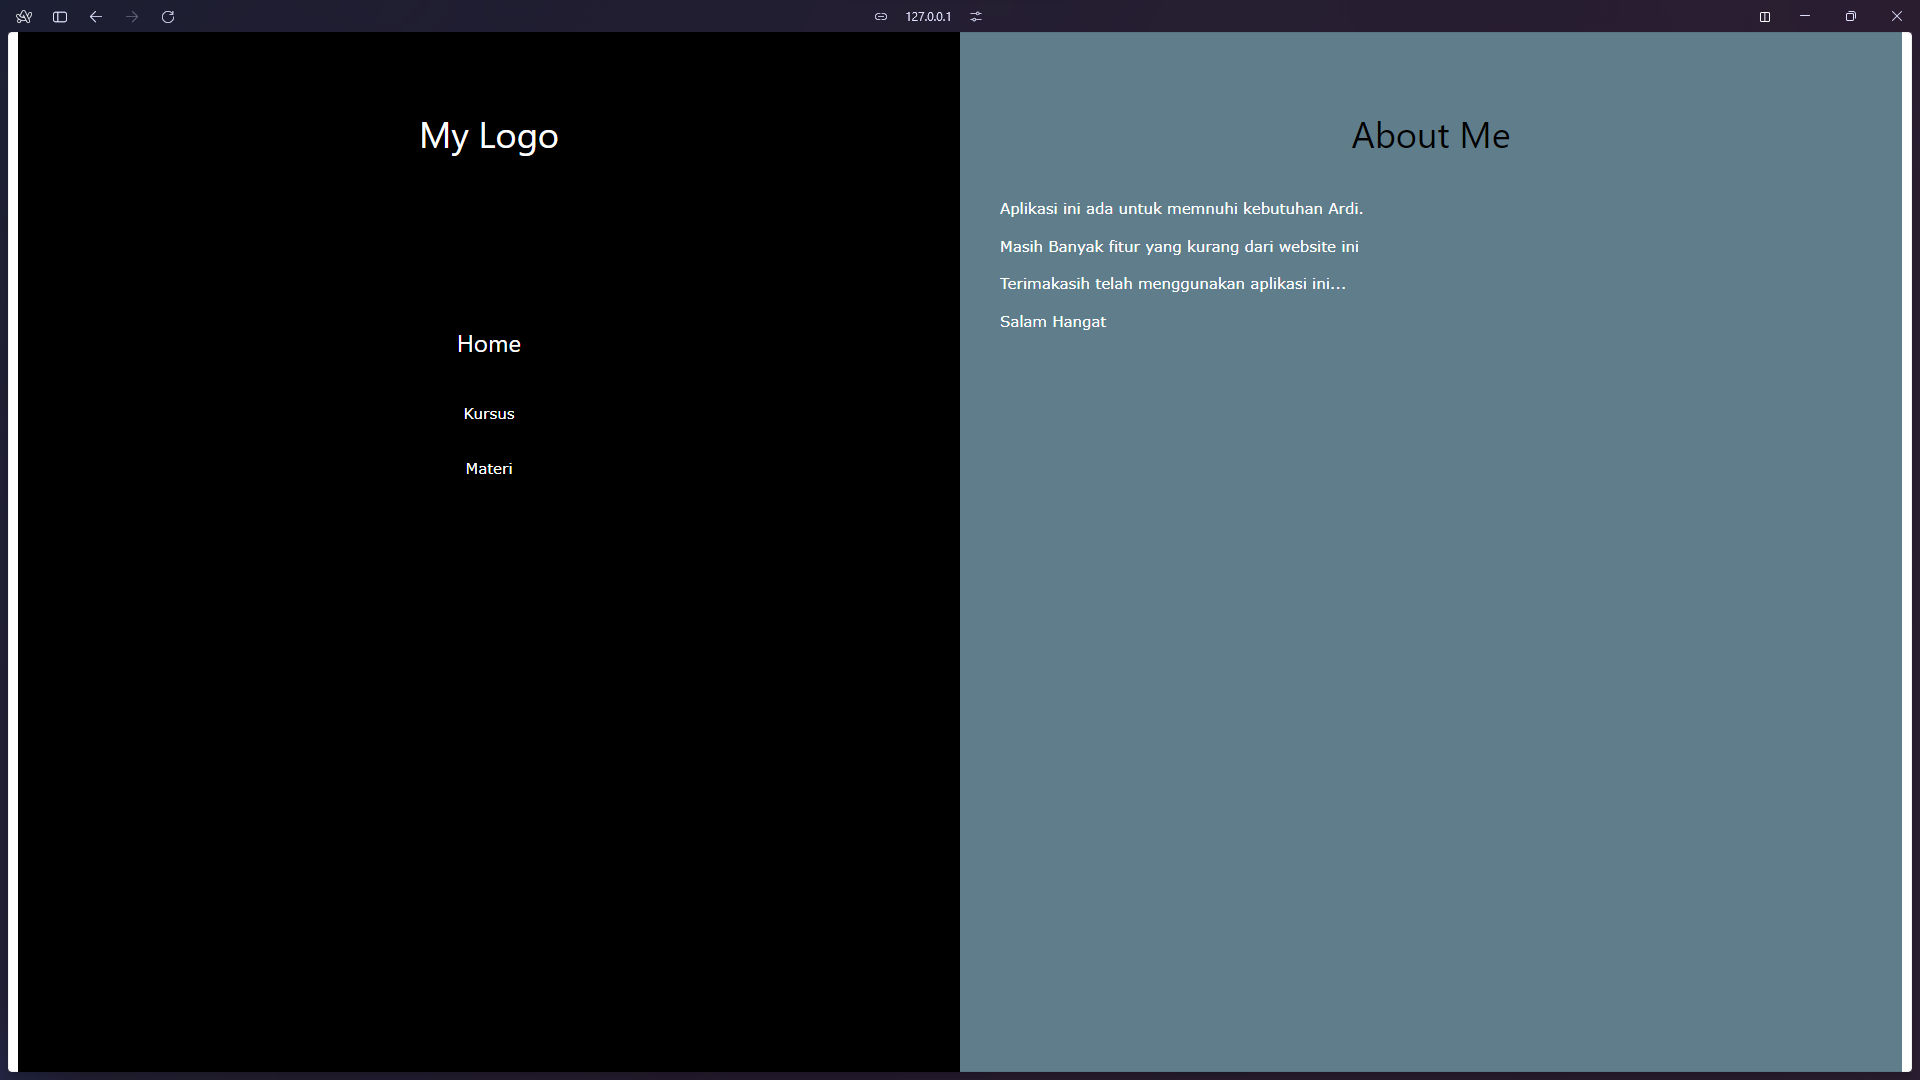 127.0.0.1
My Logo
Home
Kursus
Materi
About Me
Aplikasi ini ada untuk memnuhi kebutuhan Ardi.
Masih Banyak fitur yang kurang dari website ini
Terimakasih telah menggunakan aplikasi ini...
Salam Hangat